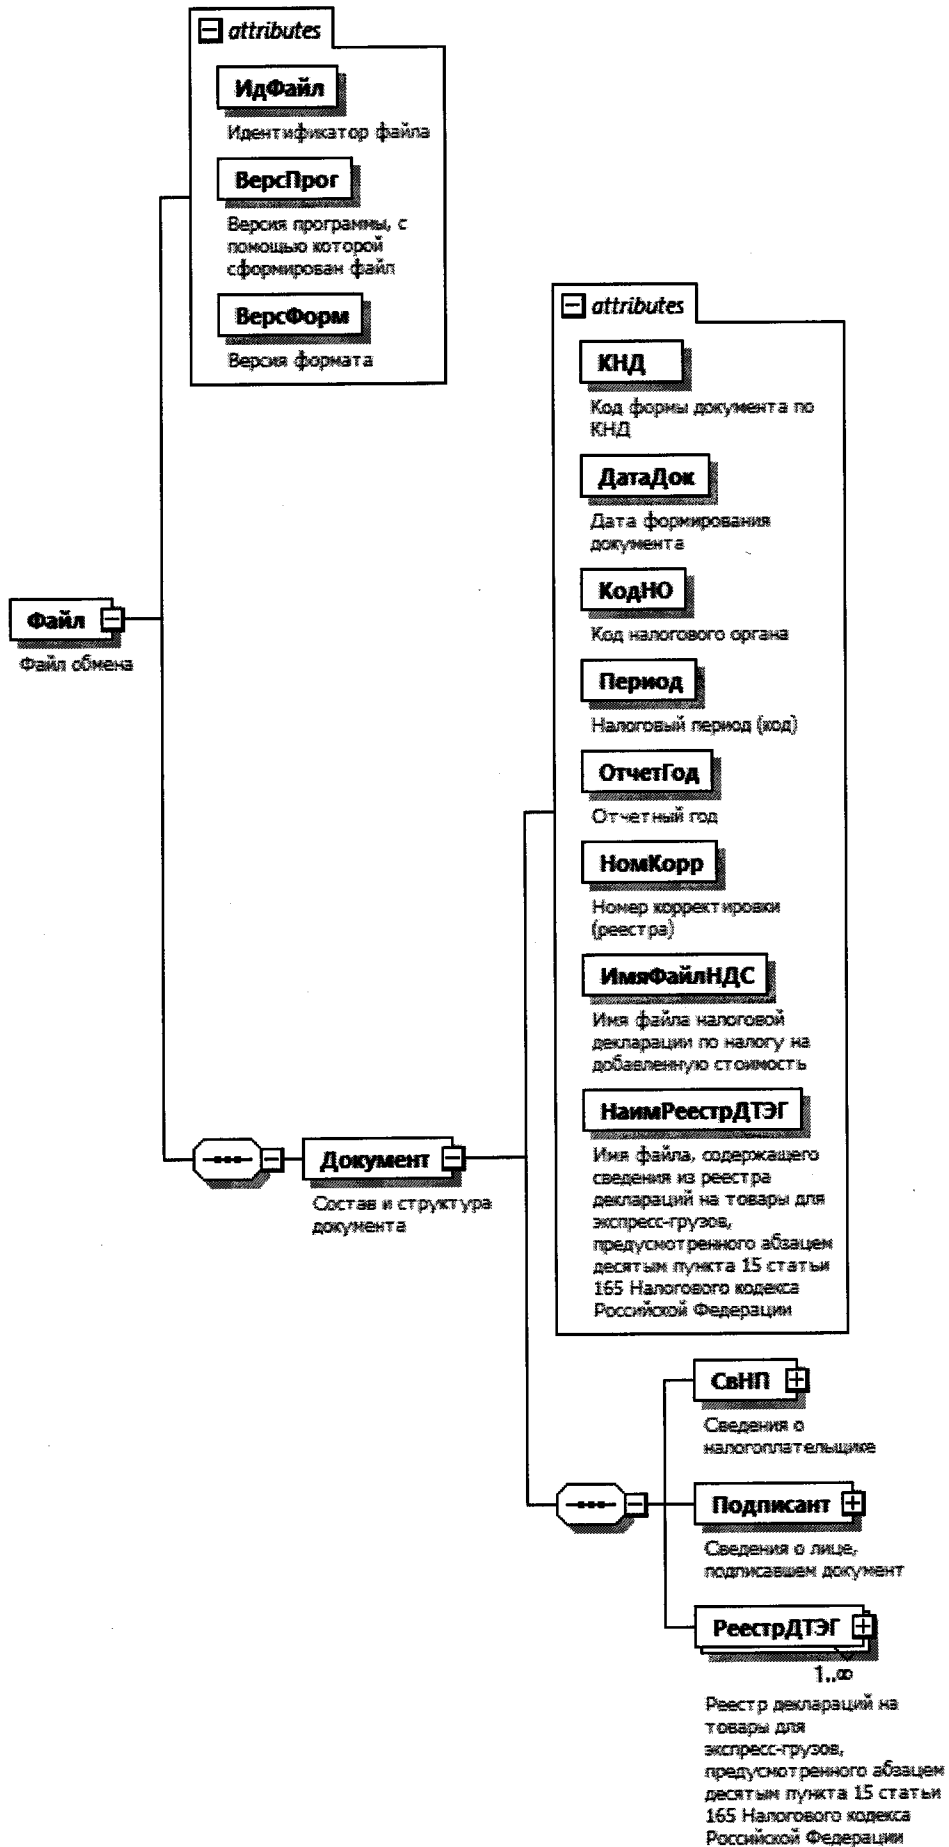 attributes
ИдФайл
Идентификатор файла
ВерсПрог
Версия программы, с
помощью которой
сформирован файл
ВерсФорм
Версия формата
attributes
КНД
Код формы документа по
КНД
ДатаДок
Дата формирования
документа
КодНО
Код налогового органа
Период
Налоговый период (код)
ОтчетГод
Отчетный год
НомКорр
Номер корректировки
(реестра)
ИмяФайлНДС
Имя файла налоговой
декларации по налогу на
добавленную стоимость
НаимРеестрДТЭГ
Имя файла, содержащего
сведения из реестра
деклараций на товары для
экспресс-грузов,
предусмотренного абзацем
десятым пункта 15 статьи
165 Налогового кодекса
Российской Федерации
Файл
Файл обмена
Документ
Состав и структура
документа
СвНП
Сведения о
налогоплательщике
Подписант
Сведения о лице,
подписавшем документ
РеестрДТЭГ
1..∞
Реестр деклараций на
товары для
экспресс-грузов,
предусмотренного абзацем
десятым пункта 15 статьи
165 Налогового кодекса
Российской Федерации